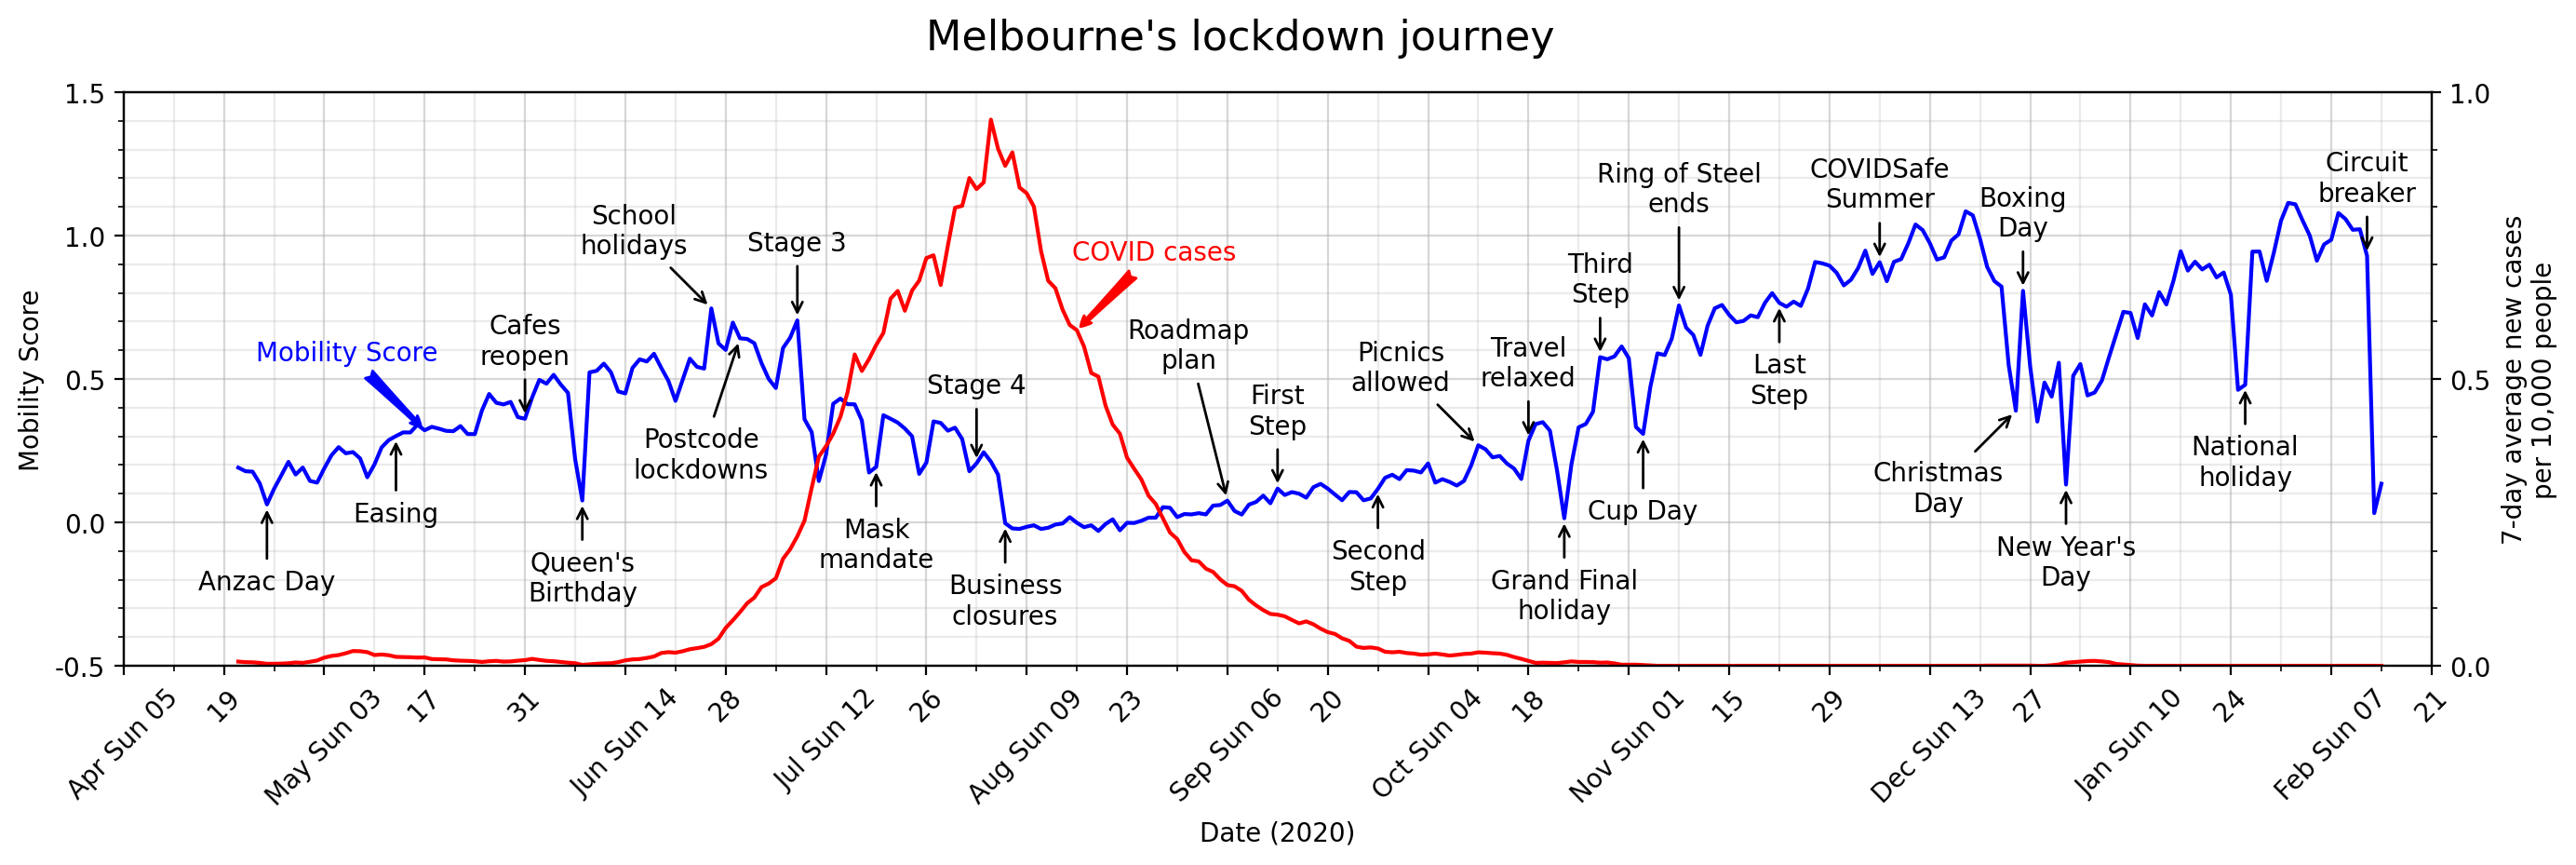 Melbourne's lockdown journey
1.5
1.0
0.5
0.0
-0.5
Mobility Score
1.0
0.5
0.0
7-day average new cases
per 10,000 people
Mobility Score
COVID cases
Anzac Day
Easing
Cafes
reopen
Queen's
Birthday
School
holidays
Postcode
lockdowns
Stage 3
Mask
mandate
Stage 4
Business
closures
Roadmap
plan
First
Step
Second
Step
Picnics
allowed
Travel
relaxed
Grand Final
holiday
Third
Step
Cup Day
Ring of Steel
ends
Last
Step
COVIDSafe
Summer
Christmas
Day
Boxing
Day
New Year's
Day
National
holiday
Circuit
breaker
Apr Sun 05
19
May Sun 03
17
31
Jun Sun 14
28
Jul Sun 12
26
Aug Sun 09
23
Sep Sun 06
20
Oct Sun 04
18
Nov Sun 01
15
29
Dec Sun 13
27
Jan Sun 10
24
Feb Sun 07
21
Date (2020)